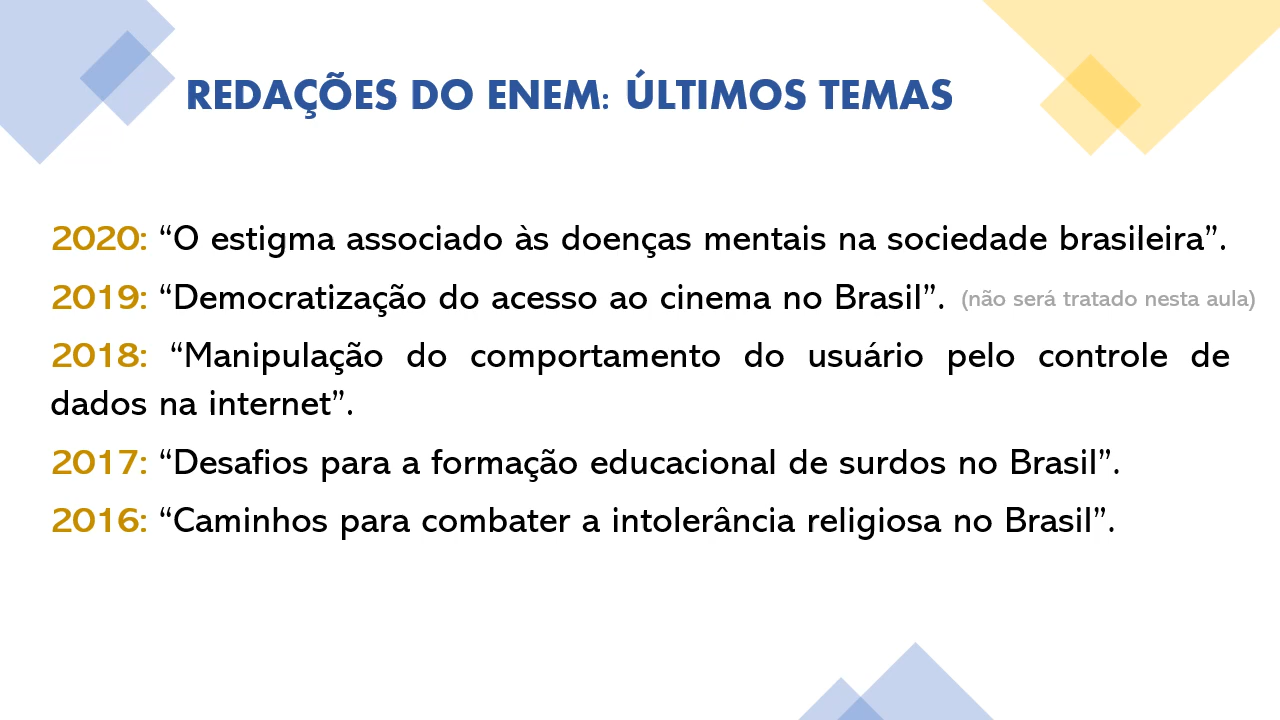 REDAÇÕES DO ENEM: ÚLTIMOS TEMAS
2020: “O estigma associado às doenças mentais na sociedade brasileira”.
2019: “Democratização do acesso ao cinema no Brasil”. (não será tratado nesta aula)
2018: “Manipulação do comportamento do usuário pelo controle de
dados na internet”.
2017: “Desafios para a formação educacional de surdos no Brasil”.
2016: “Caminhos para combater a intolerância religiosa no Brasil”.